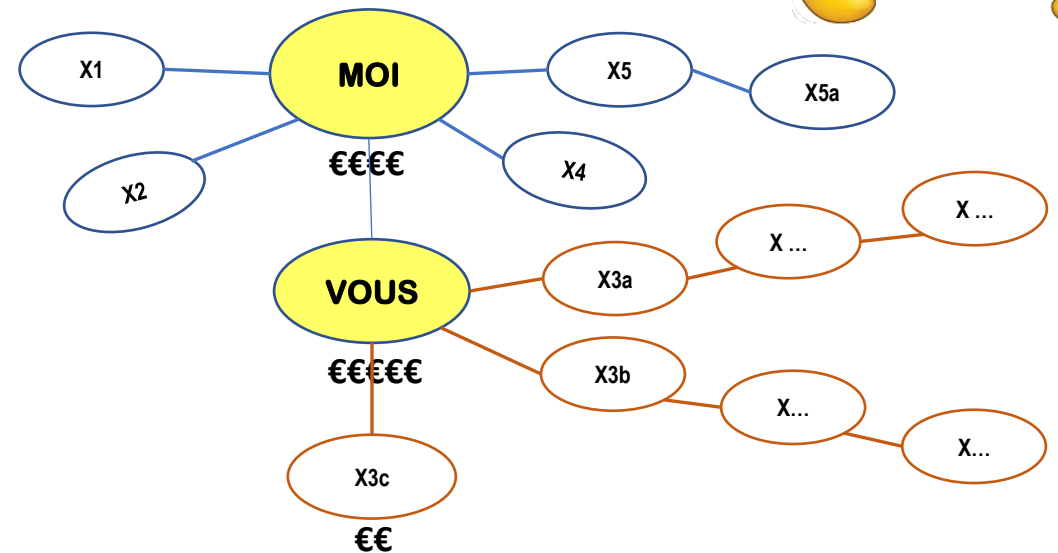 X1
MOI
X5
X5a
€€€€
X2
X4
X ...
X ...
X3a
VOUS
€€€€€
X3b
X...
X...
X3c
€€